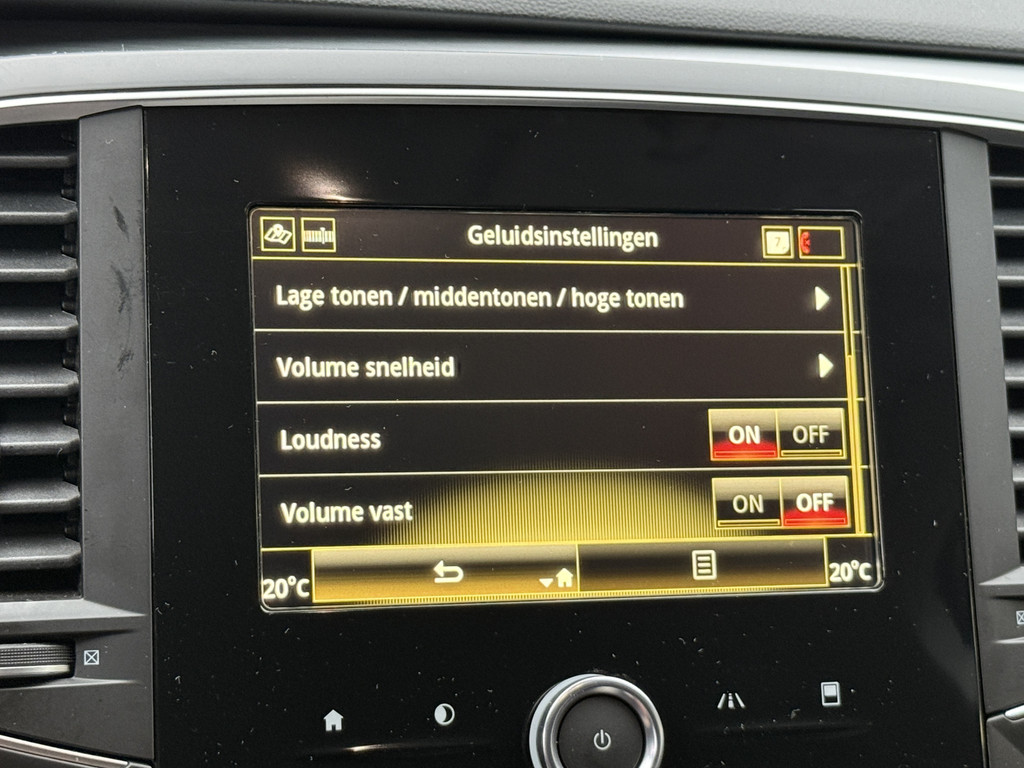 Geluidsinstellingen
7
Lage tonen / middentonen / hoge tonen
Volume snelheid
Loudness ON OFF
Volume vast ON OFF
20°C 20°C